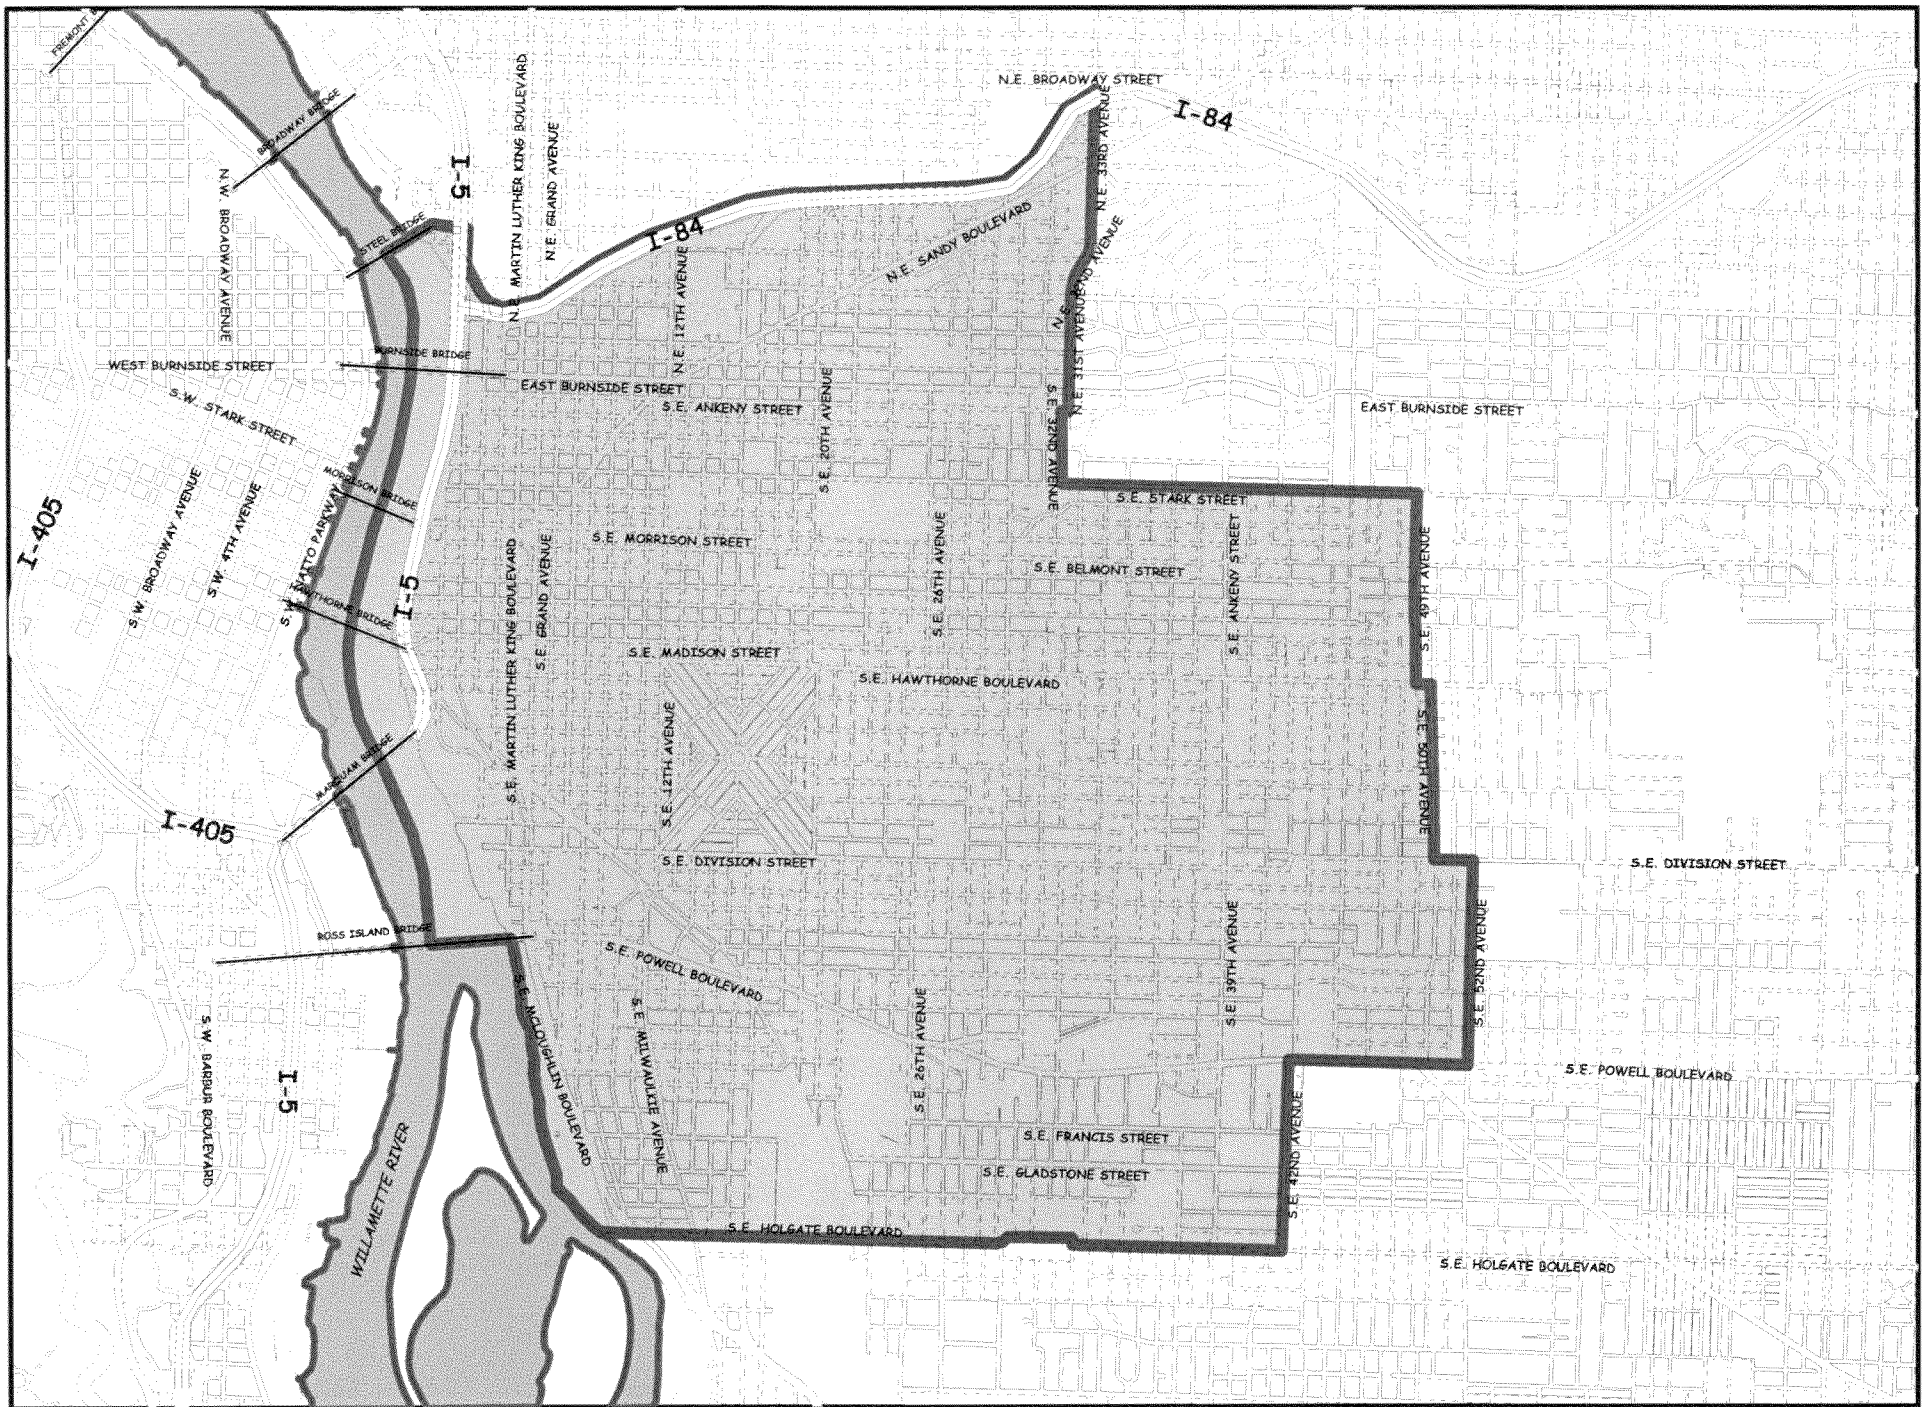 FREMONT
N.E. BROADWAY STREET
I-84
BROADWAY BRIDGE
N.E. MARTIN LUTHER KING BOULEVARD
N.E. GRAND AVENUE
N.E. 33RD AVENUE
I-5
N.W. BROADWAY AVENUE
STEEL BRIDGE
I-84
N.E. 12TH AVENUE
N.E. SANDY BOULEVARD
AVENUE
N.E. 31ST AVENUE
BURNSIDE BRIDGE
WEST BURNSIDE STREET
EAST BURNSIDE STREET
S.E. ANKENY STREET
S.E. 20TH AVENUE
S.E. 32ND AVENUE
EAST BURNSIDE STREET
S.W. STARK STREET
MORRISON BRIDGE
I-405
S.W. BROADWAY AVENUE
S.W. 4TH AVENUE
S.W. NAITO PARKWAY
S.E. STARK STREET
S.E. MORRISON STREET
S.E. 26TH AVENUE
S.E. BELMONT STREET
S.E. ANKENY STREET
S.E. 49TH AVENUE
HAWTHORNE BRIDGE
I-5
S.E. MARTIN LUTHER KING BOULEVARD
S.E. GRAND AVENUE
S.E. MADISON STREET
S.E. HAWTHORNE BOULEVARD
S.E. 12TH AVENUE
S.E. 50TH AVENUE
MARQUAM BRIDGE
I-405
S.E. DIVISION STREET
S.E. DIVISION STREET
ROSS ISLAND BRIDGE
S.E. POWELL BOULEVARD
S.E. 39TH AVENUE
S.E. 52ND AVENUE
S.W. BARBUR BOULEVARD
I-5
S.E. MCLOUGHLIN BOULEVARD
S.E. MILWAUKIE AVENUE
S.E. 26TH AVENUE
S.E. POWELL BOULEVARD
S.E. FRANCIS STREET
S.E. GLADSTONE STREET
S.E. 42ND AVENUE
WILLAMETTE RIVER
S.E. HOLGATE BOULEVARD
S.E. HOLGATE BOULEVARD